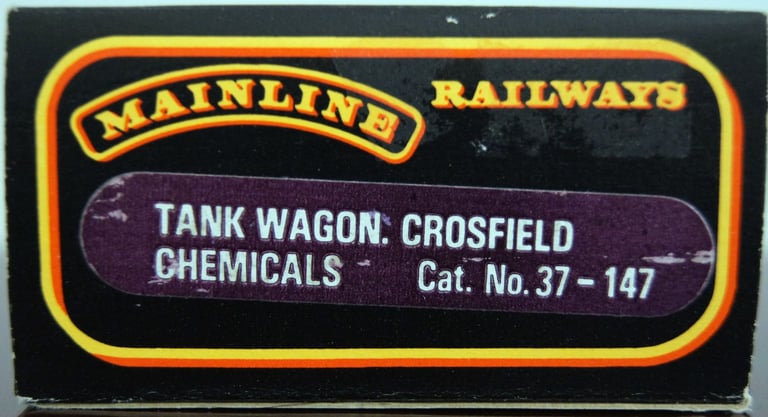 MAINLINE RAILWAYS
TANK WAGON. CROSFIELD
CHEMICALS Cat. No. 37-147